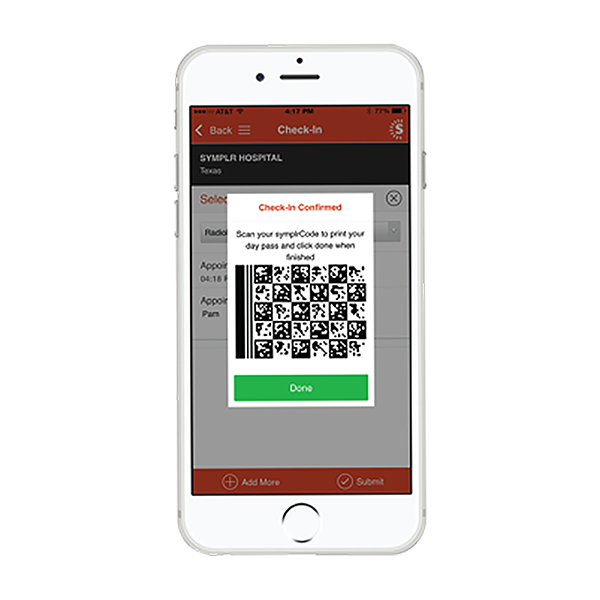 AT&T 4:17 PM 77%
Back Check-In
S
SYMPLR HOSPITAL
Texas
Selec
Check-In Confirmed
Scan your symplrCode to print your
day pass and click done when
finished
Radiol
Appoin
04:18 P
Appoin
Pam
Done
Add More Submit